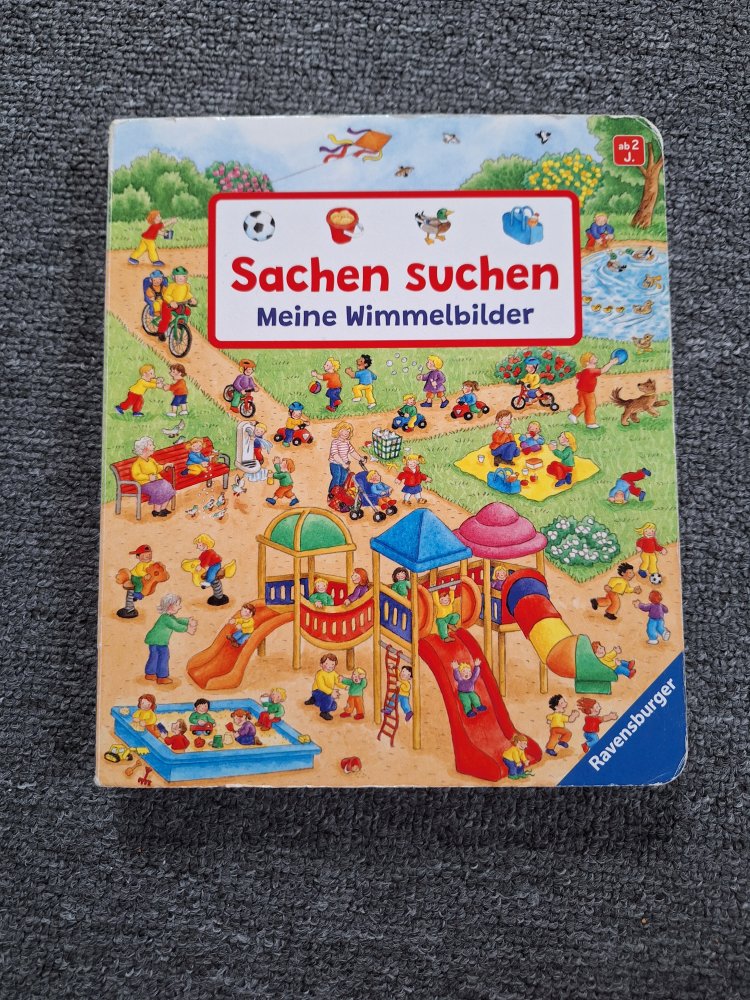 ab 2
J.
Sachen suchen
Meine Wimmelbilder
Ravensburger